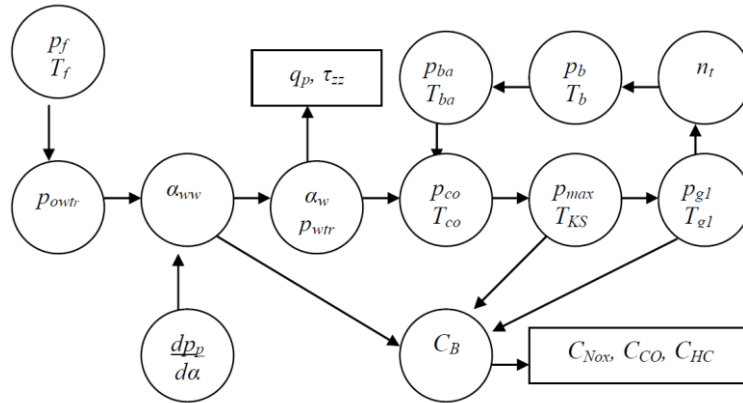 p_f
T_f
q_p, τ_zz
p_ba
T_ba
p_b
T_b
n_t
p_owtr
α_ww
α_w
p_wtr
p_co
T_co
p_max
T_KS
p_g1
T_g1
dp_p
dα
C_B
C_Nox, C_CO, C_HC